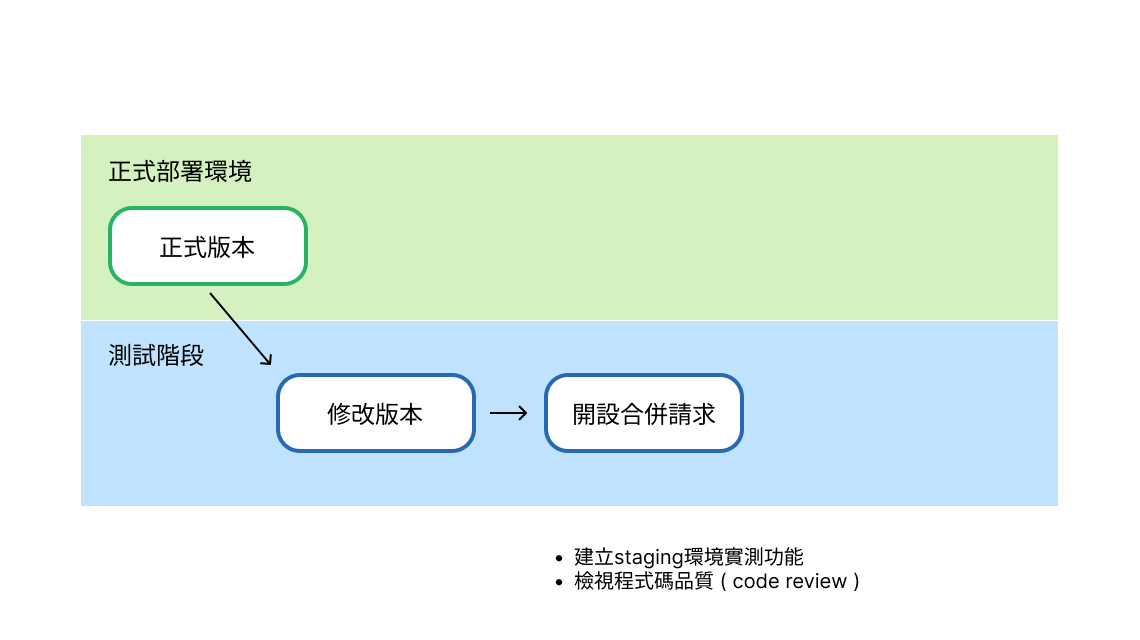 正式部署環境
正式版本
測試階段
修改版本
開設合併請求
• 建立staging環境實測功能
• 檢視程式碼品質 ( code review )